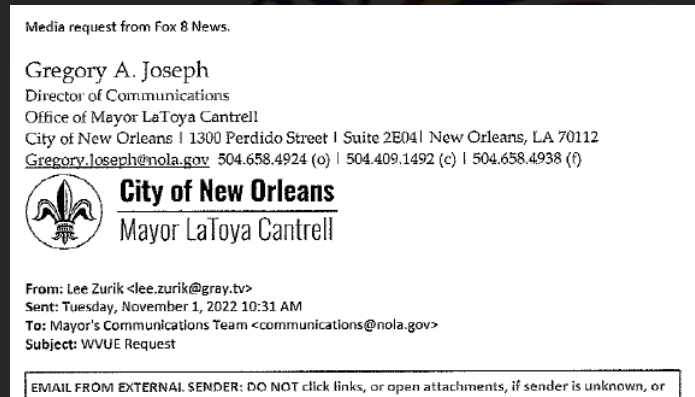 Media request from Fox 8 News.
Gregory A. Joseph
Director of Communications
Office of Mayor LaToya Cantrell
City of New Orleans | 1300 Perdido Street | Suite 2E04| New Orleans, LA 70112
Gregory.Joseph@nola.gov 504.658.4924 (o) | 504.409.1492 (c) | 504.658.4938 (f)
City of New Orleans
Mayor LaToya Cantrell
From: Lee Zurik <lee.zurik@gray.tv>
Sent: Tuesday, November 1, 2022 10:31 AM
To: Mayor's Communications Team <communications@nola.gov>
Subject: WVUE Request
EMAIL FROM EXTERNAL SENDER: DO NOT click links, or open attachments, if sender is unknown, or